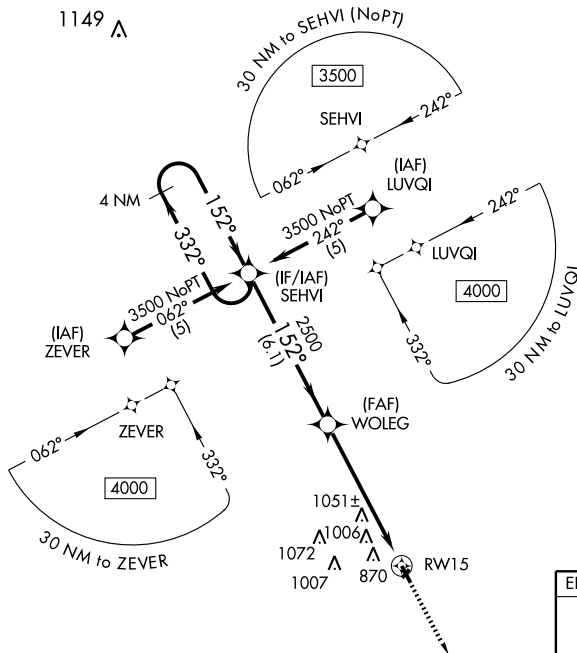 1149
30 NM to SEHVI (NoPT)
3500
SEHVI
062°
242°
(IAF)
LUVQI
4 NM
152°
332°
3500 NoPT
242°
(5)
242°
LUVQI
4000
332°
30 NM to LUVQI
(IF/IAF)
SEHVI
3500 NoPT
062°
(5)
(IAF)
ZEVER
2500
152°
(6.1)
(FAF)
WOLEG
ZEVER
062°
332°
4000
30 NM to ZEVER
1051±
1006
1072
1007
870
RW15